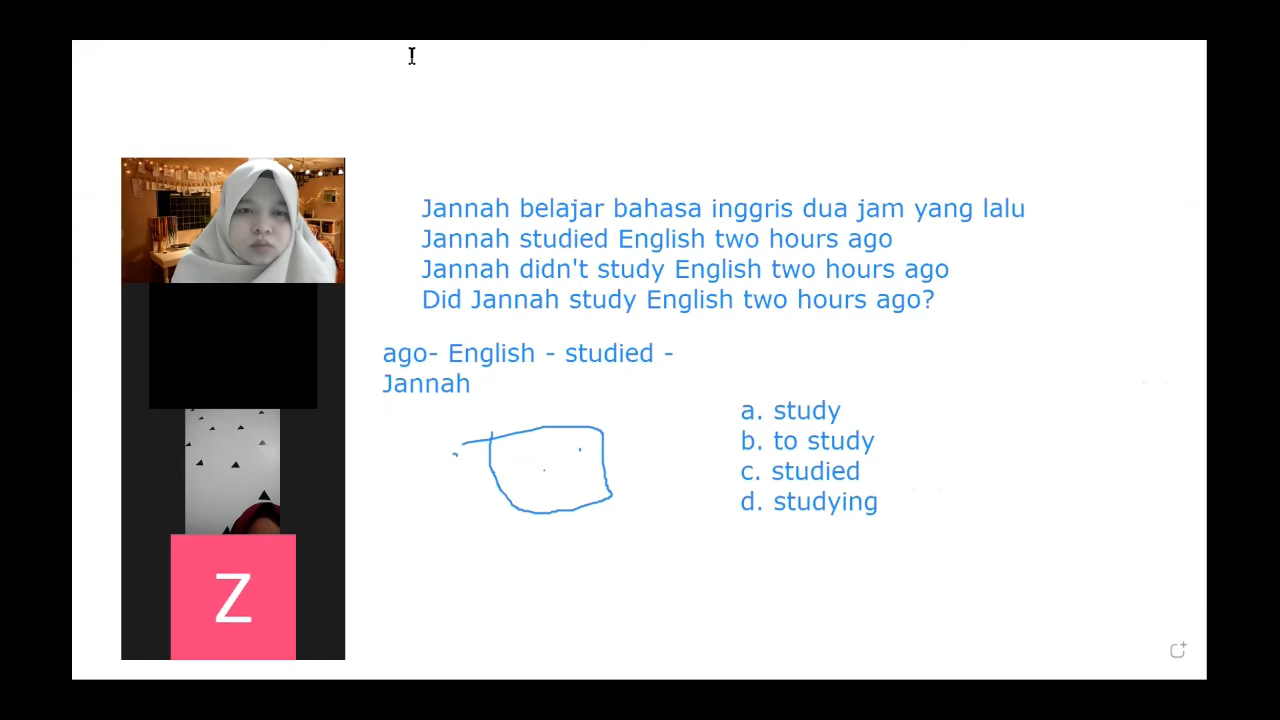 Jannah belajar bahasa inggris dua jam yang lalu
Jannah studied English two hours ago
Jannah didn't study English two hours ago
Did Jannah study English two hours ago?
ago- English - studied -
Jannah
a. study
b. to study
c. studied
d. studying
Z